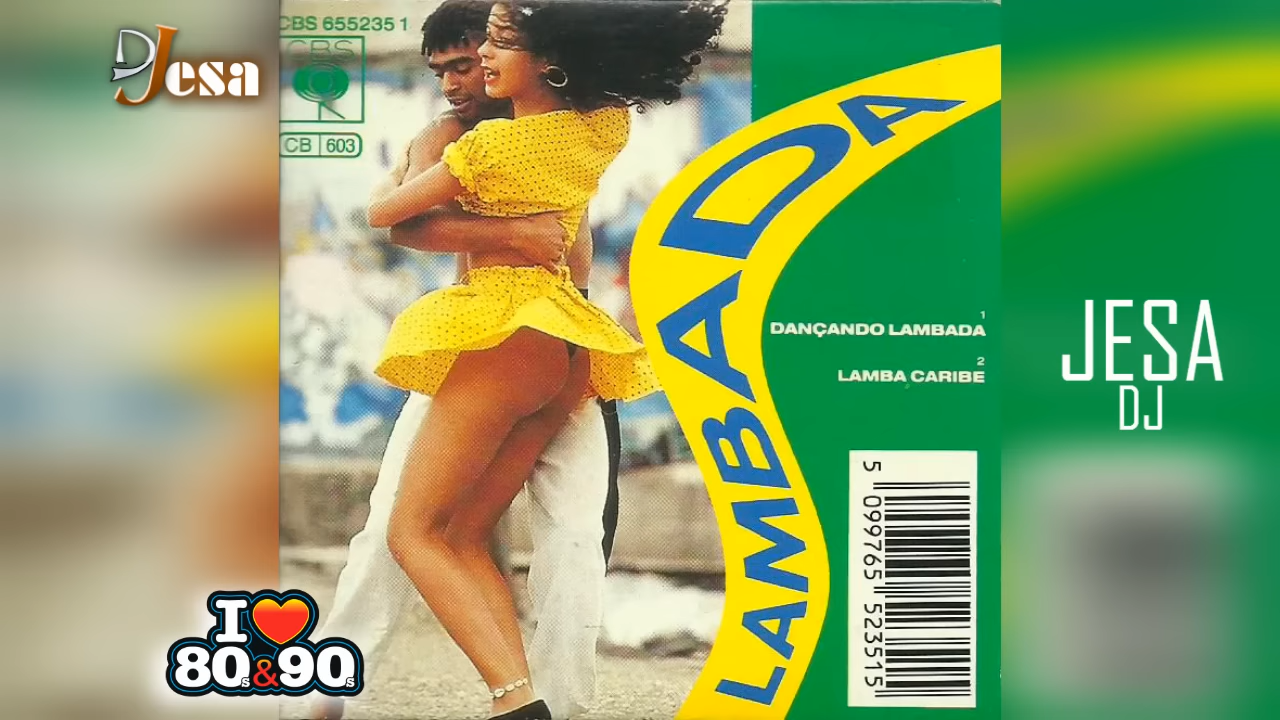 DJesa
CBS 655235 1
CBS
CB 603
LAMBADA
1
DANÇANDO LAMBADA
2
LAMBA CARIBE
JESA
DJ
5 099765 523515
I
80s & 90s